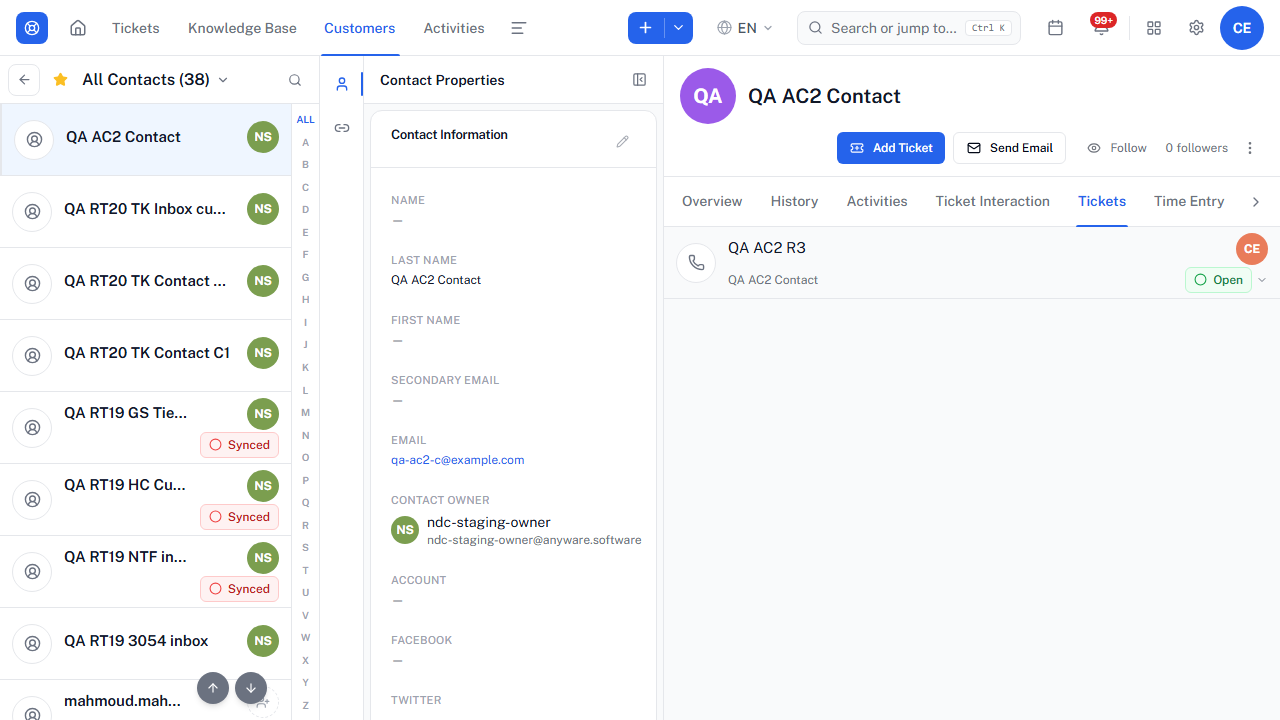 Tickets
Knowledge Base
Customers
Activities
EN
Search or jump to...
Ctrl K
99+
CE
All Contacts (38)
QA AC2 Contact
NS
QA RT20 TK Inbox cu...
NS
QA RT20 TK Contact ...
NS
QA RT20 TK Contact C1
NS
QA RT19 GS Tie...
NS
Synced
QA RT19 HC Cu...
NS
Synced
QA RT19 NTF in...
NS
Synced
QA RT19 3054 inbox
NS
mahmoud.mah...
ALL
A
B
C
D
E
F
G
H
I
J
K
L
M
N
O
P
Q
R
S
T
U
V
W
X
Y
Z
Contact Properties
Contact Information
NAME
—
LAST NAME
QA AC2 Contact
FIRST NAME
—
SECONDARY EMAIL
—
EMAIL
qa-ac2-c@example.com
CONTACT OWNER
NS
ndc-staging-owner
ndc-staging-owner@anyware.software
ACCOUNT
—
FACEBOOK
—
TWITTER
QA
QA AC2 Contact
Add Ticket
Send Email
Follow
0 followers
Overview
History
Activities
Ticket Interaction
Tickets
Time Entry
QA AC2 R3
CE
QA AC2 Contact
Open